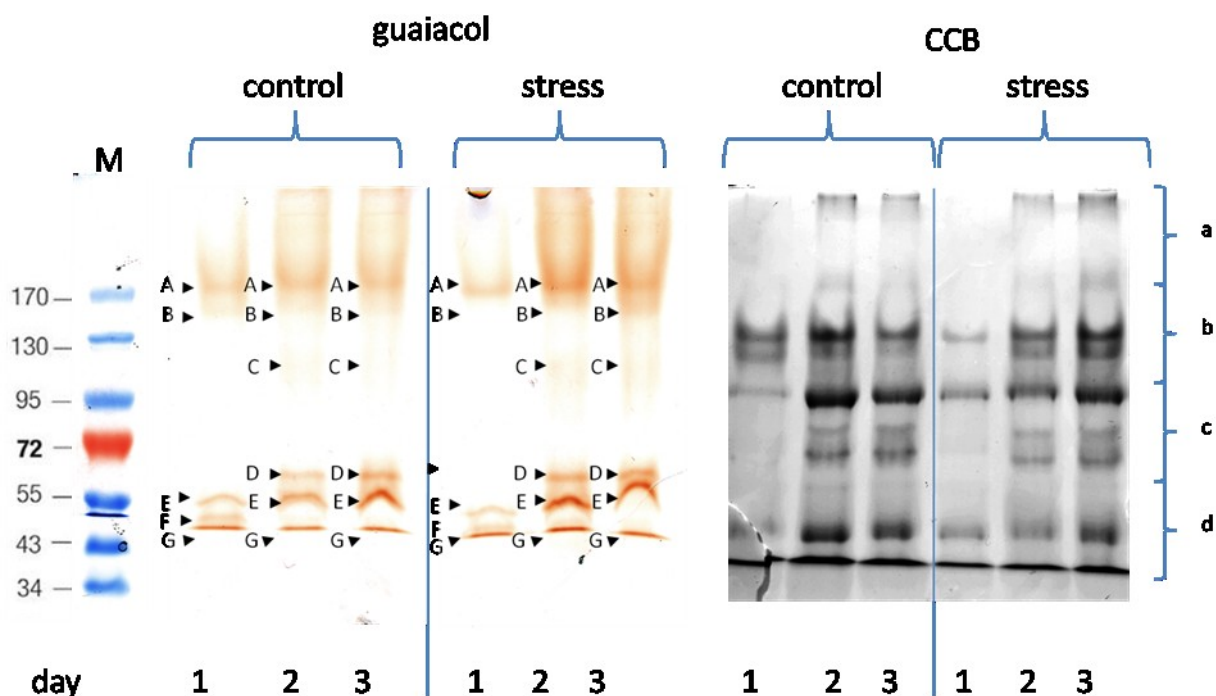 guaiacol
CCB
control
stress
control
stress
M
A A A A A A
170
B B B B B B
130
C C C C
95
72
D D D D
55
E E E E E E
F F
43
G G G G G G
34
a
b
c
d
day 1 2 3 1 2 3 1 2 3 1 2 3